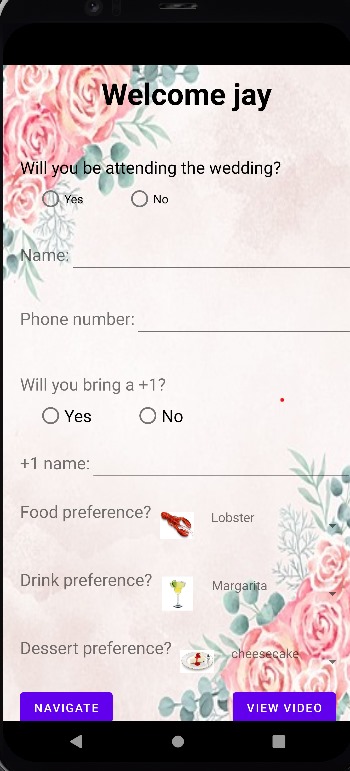 Welcome jay
Will you be attending the wedding?
Yes No
Name:
Phone number:
Will you bring a +1?
Yes No
+1 name:
Food preference? Lobster
Drink preference? Margarita
Dessert preference? cheesecake
NAVIGATE VIEW VIDEO